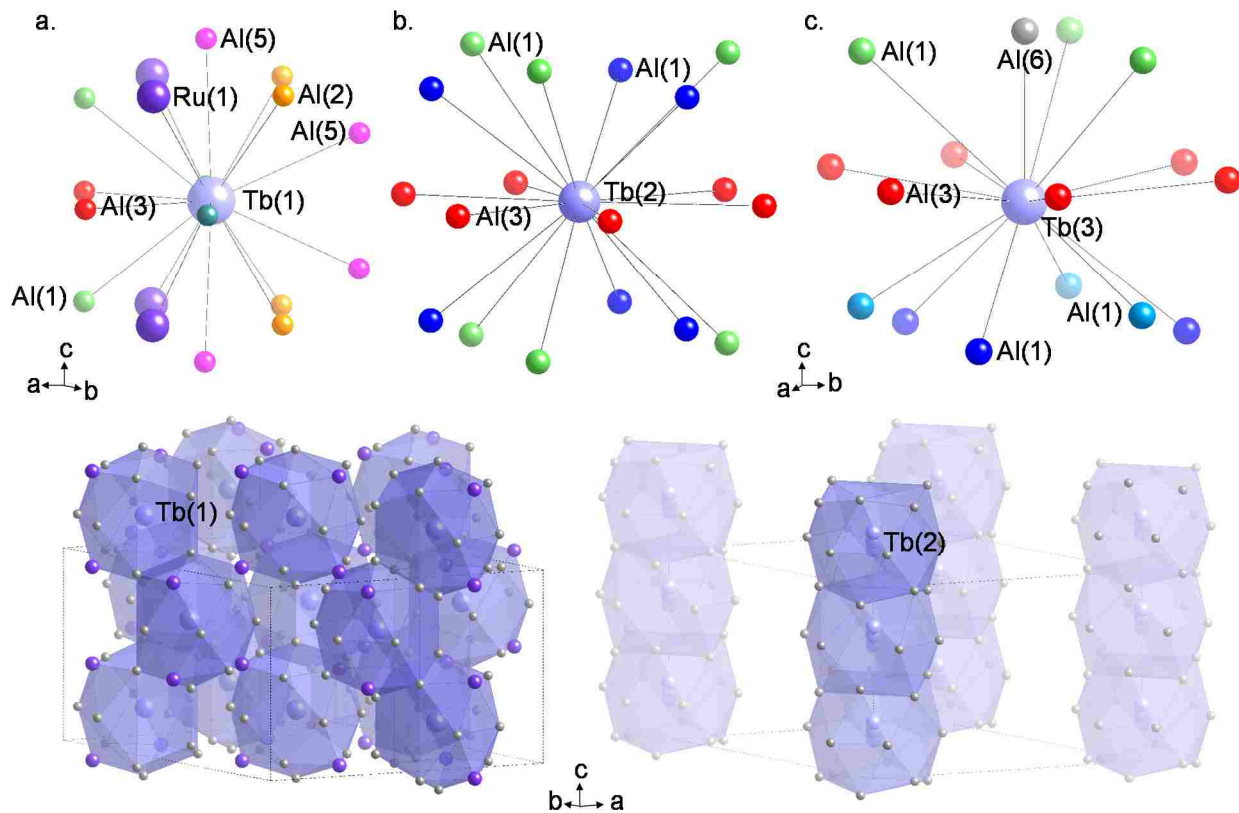 a.
Al(5)
Ru(1)
Al(2)
Al(5)
Al(3)
Tb(1)
Al(1)
c
a
b
b.
Al(1)
Al(1)
Tb(2)
Al(3)
c.
Al(1)
Al(6)
Al(3)
Tb(3)
Al(1)
Al(1)
c
a
b
Tb(1)
Tb(2)
c
b
a